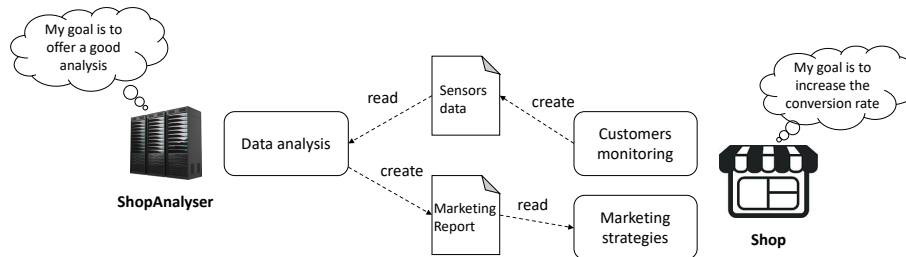 My goal is to
offer a good
analysis
ShopAnalyser
Data analysis
read
create
Sensors
data
Marketing
Report
create
read
Customers
monitoring
Marketing
strategies
My goal is to
increase the
conversion rate
Shop